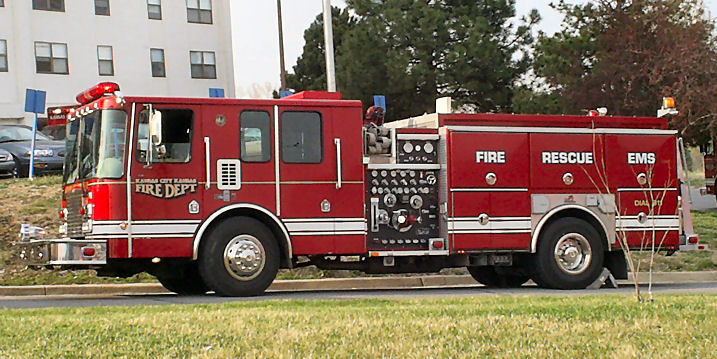 KANSAS CITY KANSAS
FIRE DEPT
FIRE
RESCUE
EMS
DIAL 911